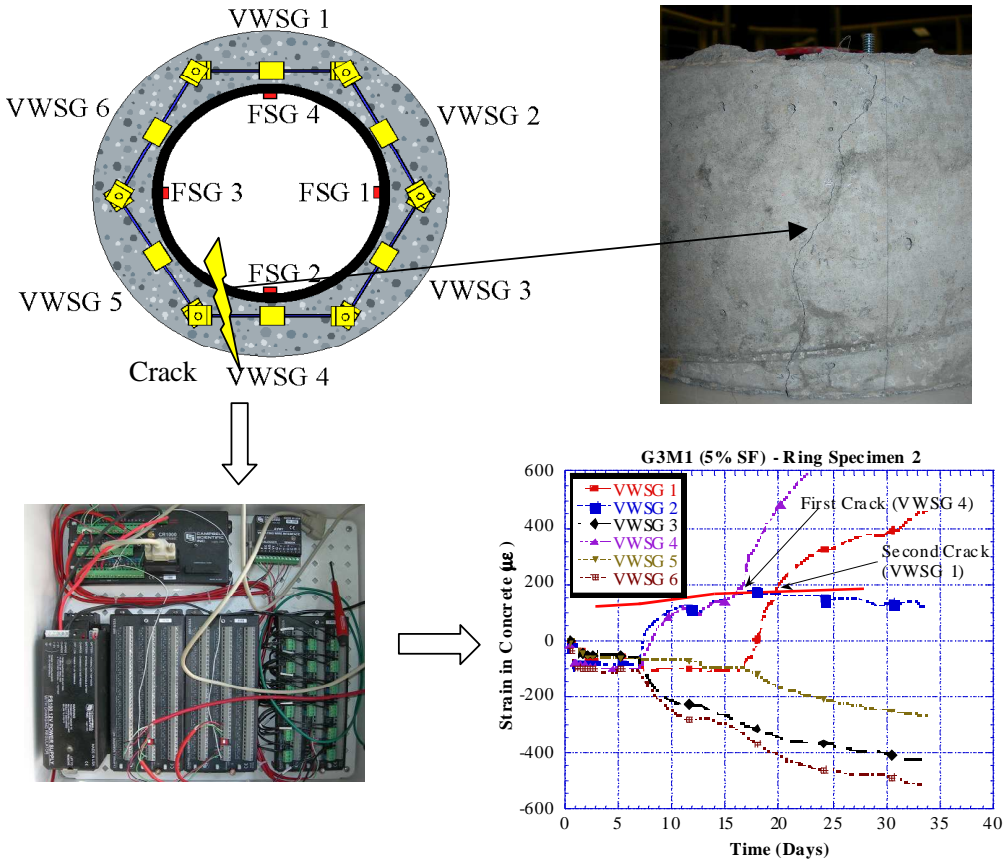 VWSG 1
VWSG 6
VWSG 2
FSG 4
FSG 3
FSG 1
FSG 2
VWSG 5
VWSG 3
Crack
VWSG 4
CAMPBELL SCIENTIFIC
CR1000
G3M1 (5% SF) - Ring Specimen 2
VWSG 1
VWSG 2
VWSG 3
VWSG 4
VWSG 5
VWSG 6
First Crack (VWSG 4)
Second Crack
(VWSG 1)
Strain in Concrete με
600
400
200
0
-200
-400
-600
0
5
10
15
20
25
30
35
40
Time (Days)